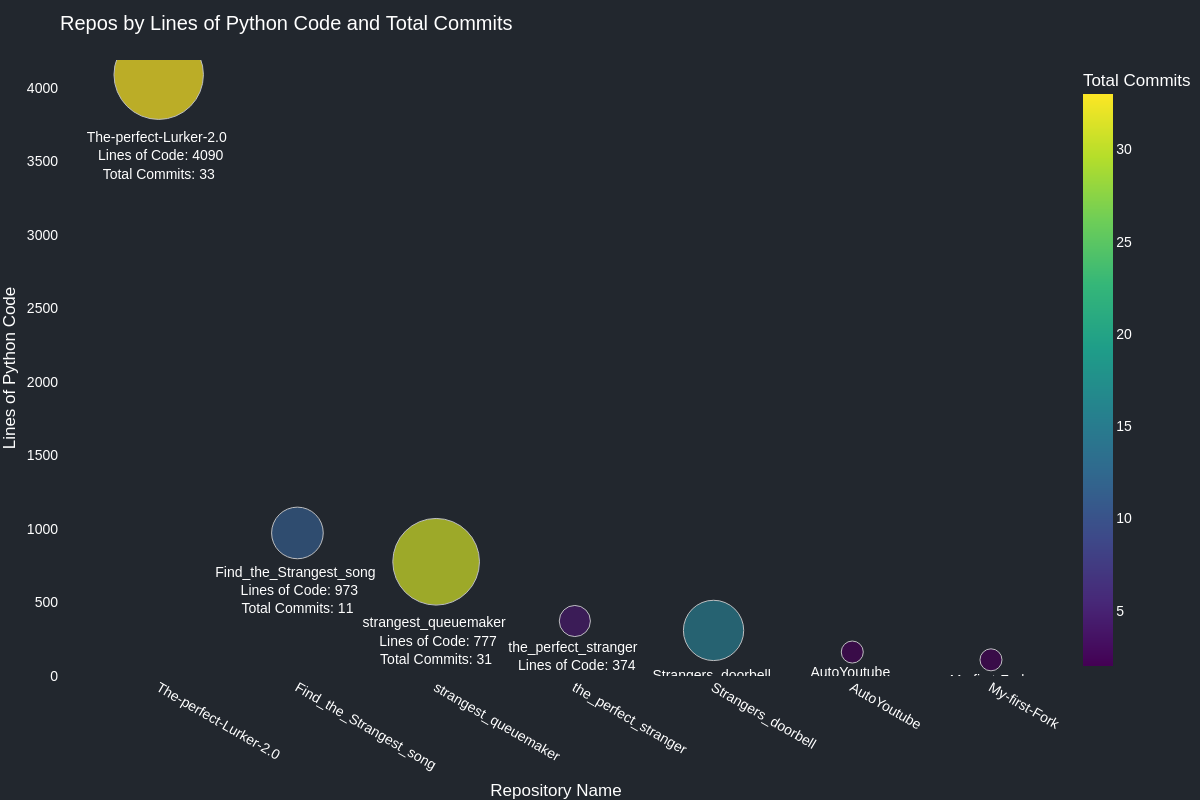 Repos by Lines of Python Code and Total Commits
Total Commits
4000
3500
3000
2500
2000
1500
1000
500
0
Lines of Python Code
The-perfect-Lurker-2.0
Lines of Code: 4090
Total Commits: 33
Find_the_Strangest_song
Lines of Code: 973
Total Commits: 11
strangest_queuemaker
Lines of Code: 777
Total Commits: 31
the_perfect_stranger
Lines of Code: 374
Strangers_doorbell
AutoYoutube
30
25
20
15
10
5
The-perfect-Lurker-2.0
Find_the_Strangest_song
strangest_queuemaker
the_perfect_stranger
Strangers_doorbell
AutoYoutube
My-first-Fork
Repository Name